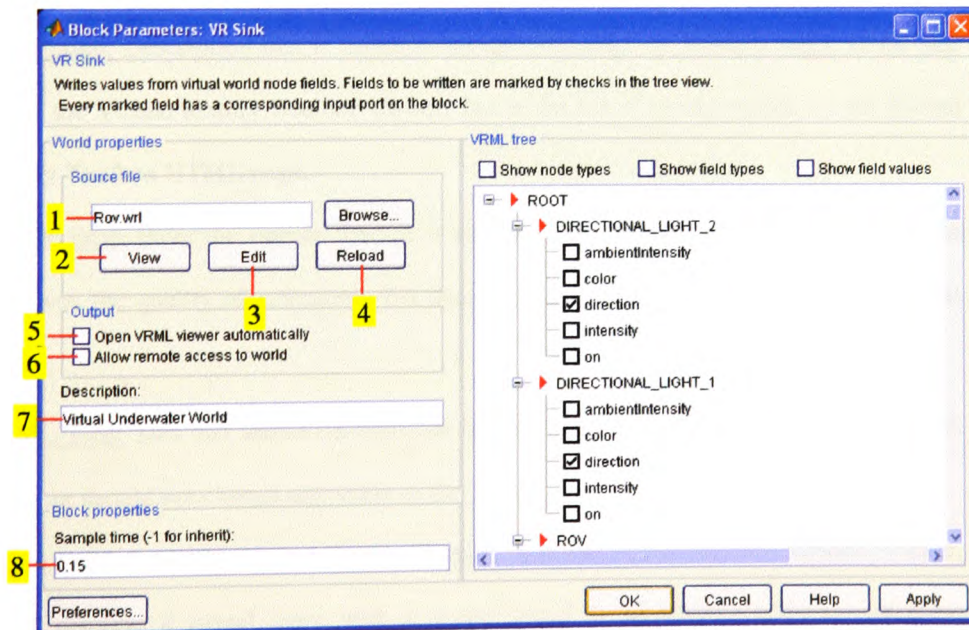 Block Parameters: VR Sink
VR Sink
Writes values from virtual world node fields. Fields to be written are marked by checks in the tree view.
Every marked field has a corresponding input port on the block.
World properties
Source file
1
Rov.wrl
Browse...
2
View
Edit
Reload
3
4
Output
5
Open VRML viewer automatically
6
Allow remote access to world
Description:
7
Virtual Underwater World
Block properties
Sample time (-1 for inherit):
8
0.15
VRML tree
Show node types
Show field types
Show field values
ROOT
DIRECTIONAL_LIGHT_2
ambientIntensity
color
direction
intensity
on
DIRECTIONAL_LIGHT_1
ambientIntensity
color
direction
intensity
on
ROV
Preferences...
OK
Cancel
Help
Apply